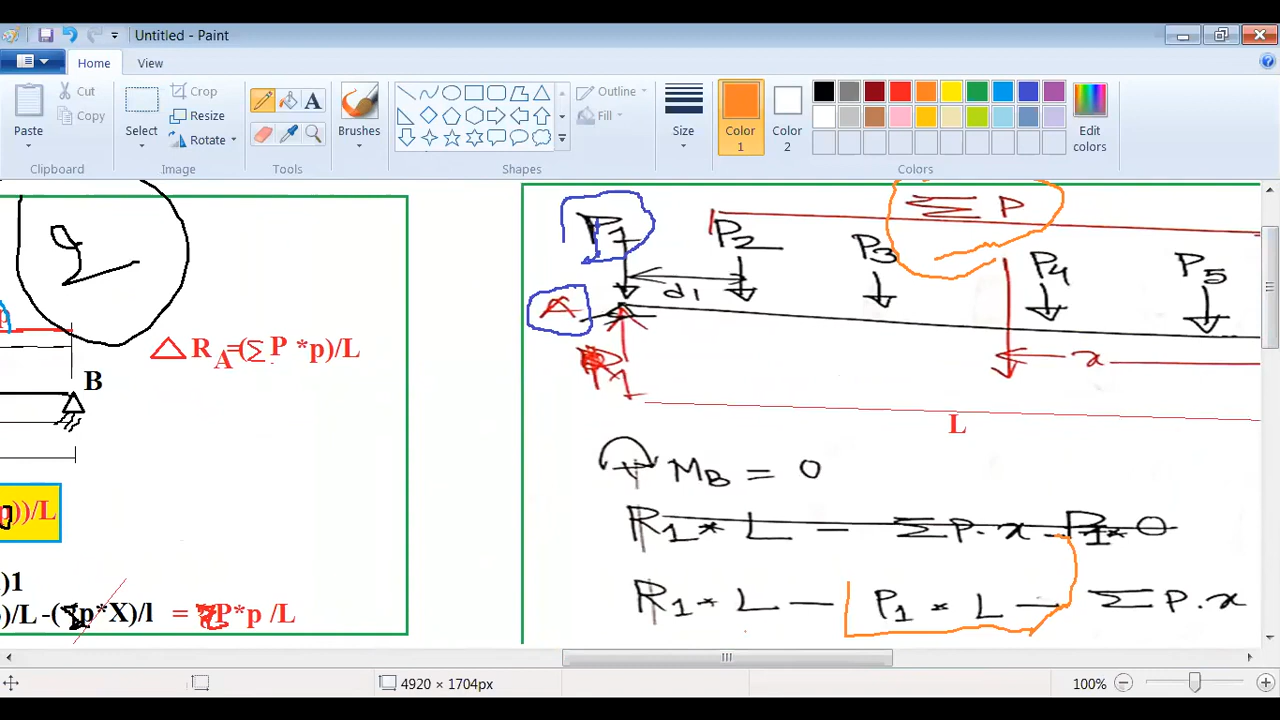 Untitled - Paint
Home View
Paste
Cut
Copy
Clipboard
Select
Crop
Resize
Rotate
Image
A
Tools
Brushes
Shapes
Outline
Fill
Size
Color 1
Color 2
Edit colors
Colors
B
△ R A=(∑ P *p)/L
p))/L
)1
)/L -(∑p*X)/l = ∑P*p /L
∑ P
P1 P2 P3 P4 P5
d1
A
x
L
MB = 0
R1 * L - ∑P.x - P1* 0
R1 * L - P1 * L - ∑P.x
4920 × 1704px
100%